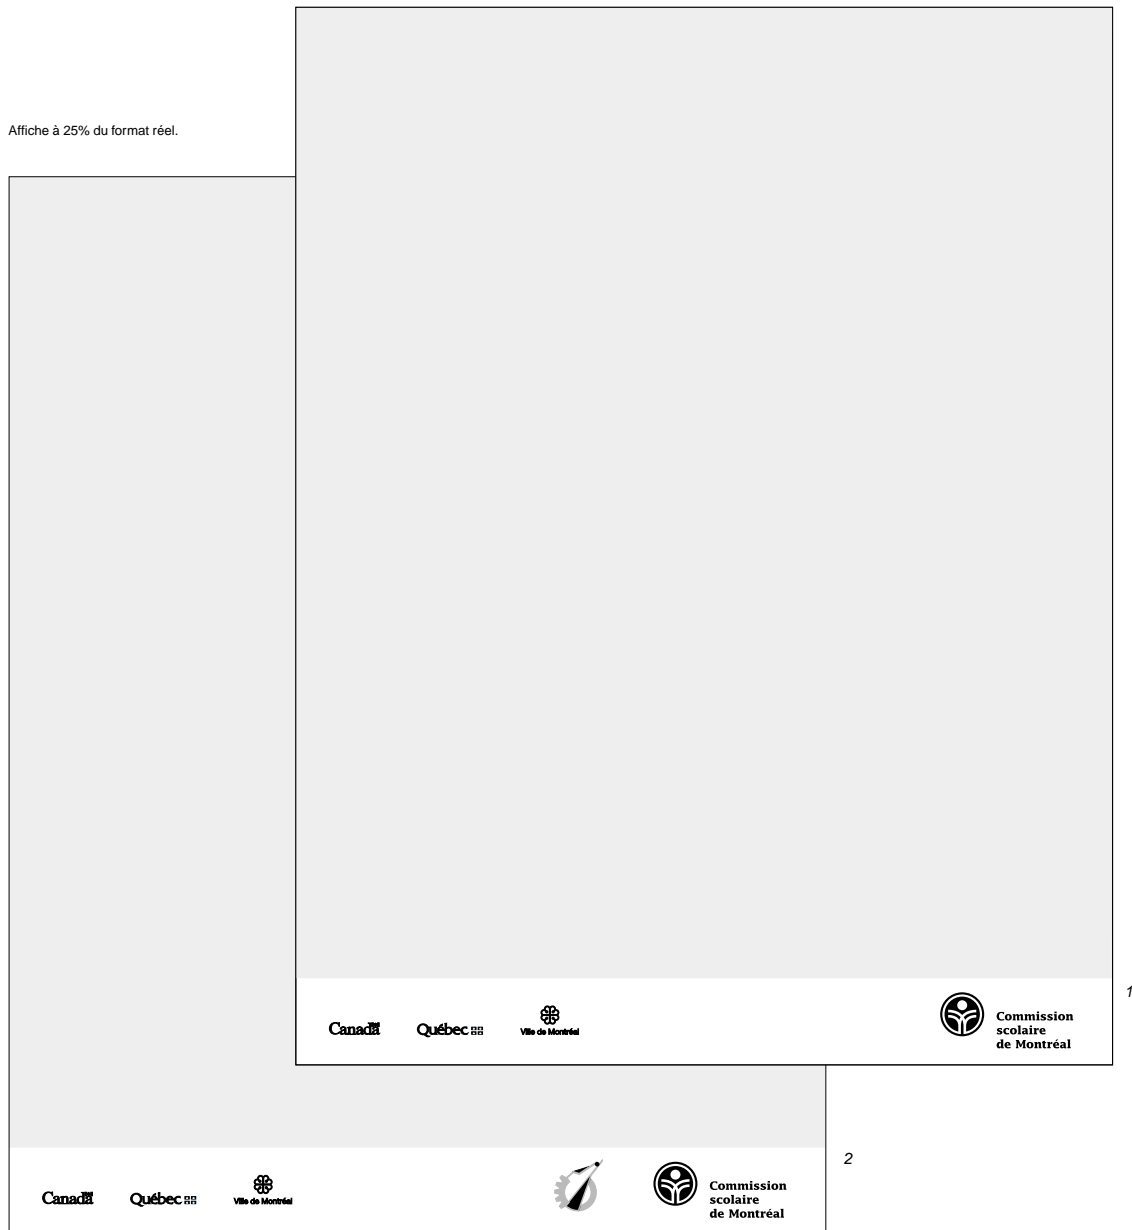 Affiche à 25% du format réel.
1
Canada Québec Ville de Montréal
Commission
scolaire
de Montréal
2
Canada Québec Ville de Montréal
Commission
scolaire
de Montréal